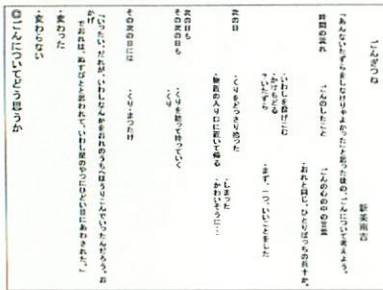 ごんぎつね
新美南吉
「あんないたずらをしなけりゃよかった」と思った後の、ごんについて考えよう。
時間の流れ
ごんのしたこと
ごんの心の中の言葉
・おれと同じ、ひとりぼっちの兵十か。
・いわしを投げこむ
・かけもどる
・いたずら
・まず、一つ、いいことをした
次の日
・くりをどっさり拾った
・物置の入り口に置いて帰る
・しまった
・かわいそうに…
次の日も
その次の日も
・くりを拾って持っていく
・くり
その次の日には
・くり・まつたけ
「いったい、だれが、いわしなんかをおれのうちへほうりこんでいったんだろう。お
かげでおれは、ぬすびとと思われて、いわし屋のやつにひどい目にあわされた。」
・変わった
・変わらない
◎ごんについてどう思うか